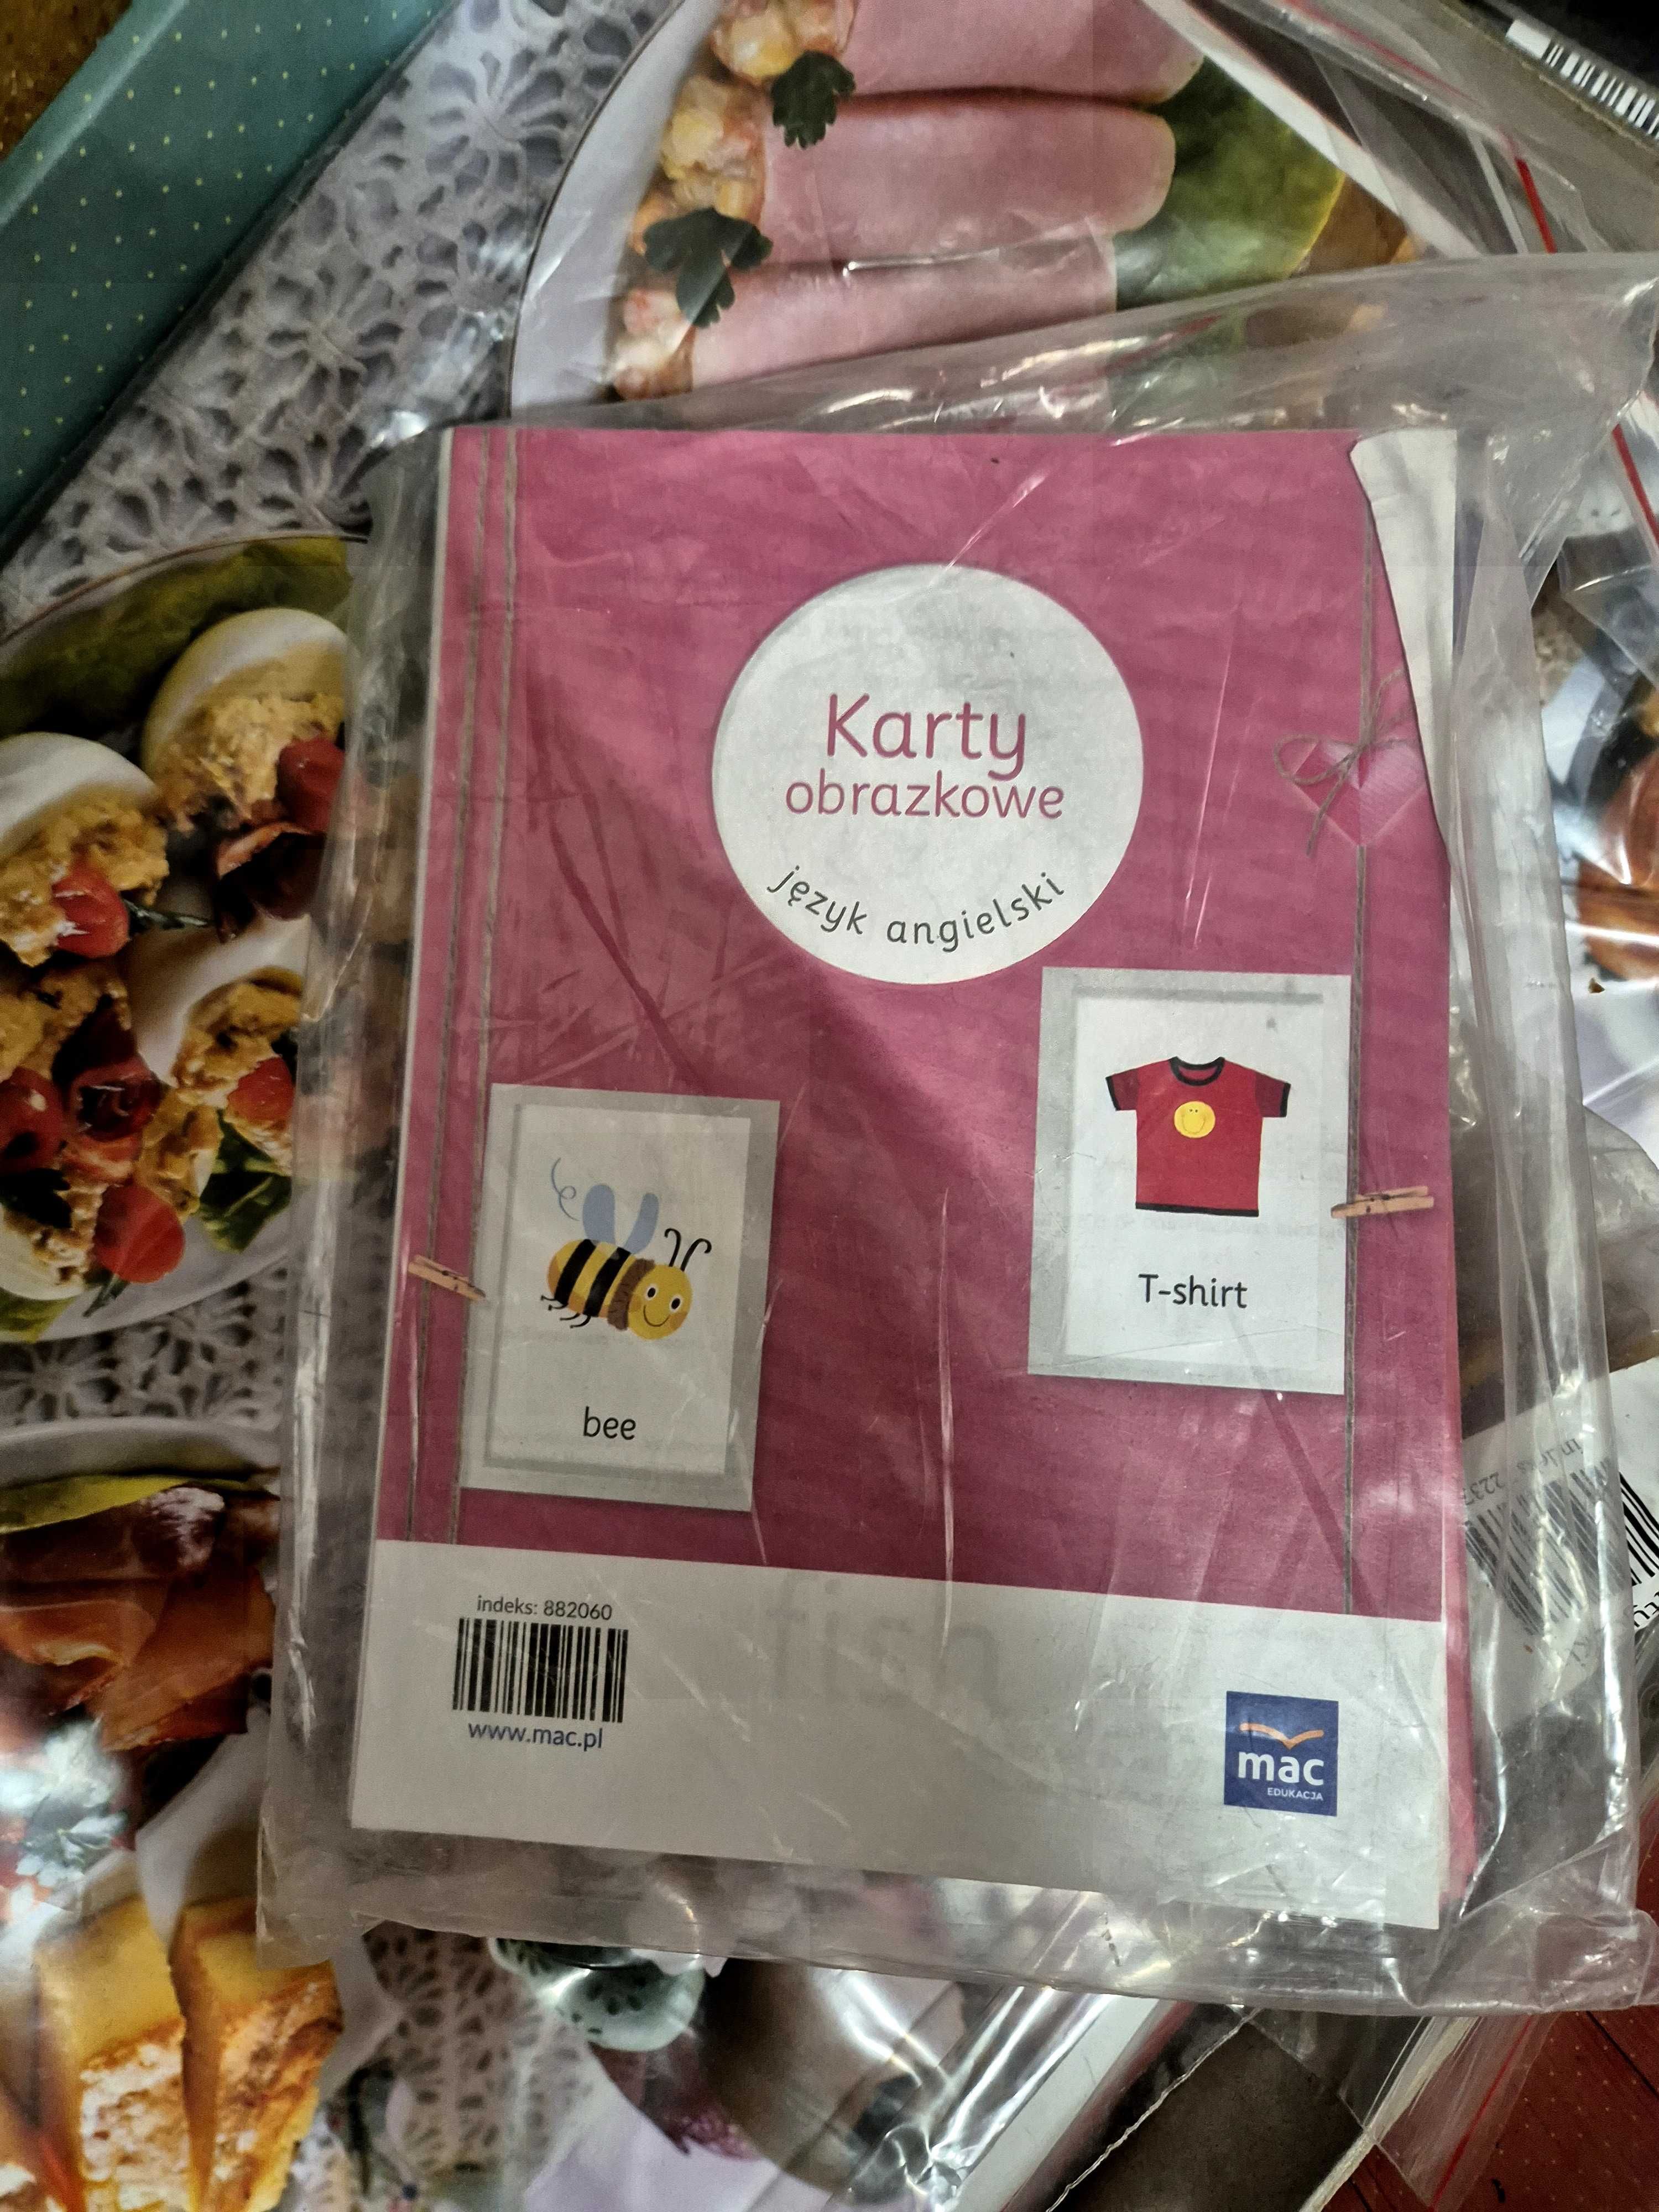 Karty
obrazkowe
język angielski
T-shirt
bee
indeks: 882060
www.mac.pl
mac
EDUKACJA